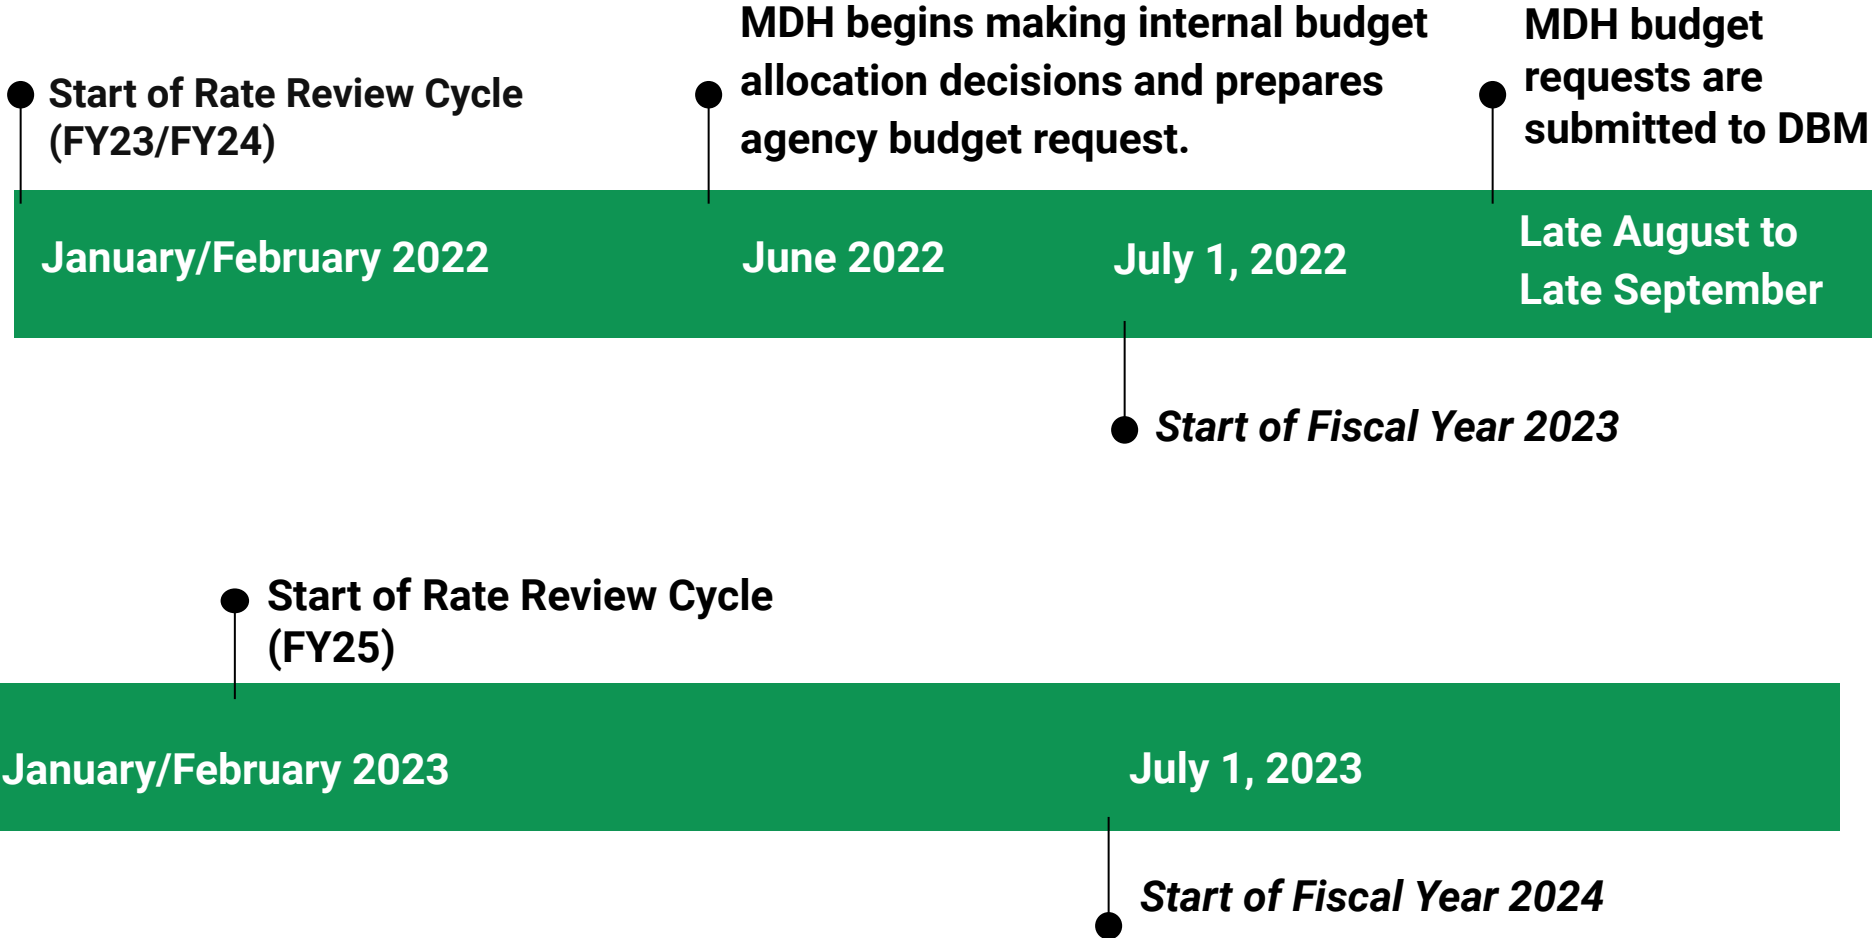 Start of Rate Review Cycle
(FY23/FY24)
MDH begins making internal budget
allocation decisions and prepares
agency budget request.
MDH budget
requests are
submitted to DBM
January/February 2022
June 2022
July 1, 2022
Late August to
Late September
Start of Fiscal Year 2023
Start of Rate Review Cycle
(FY25)
January/February 2023
July 1, 2023
Start of Fiscal Year 2024